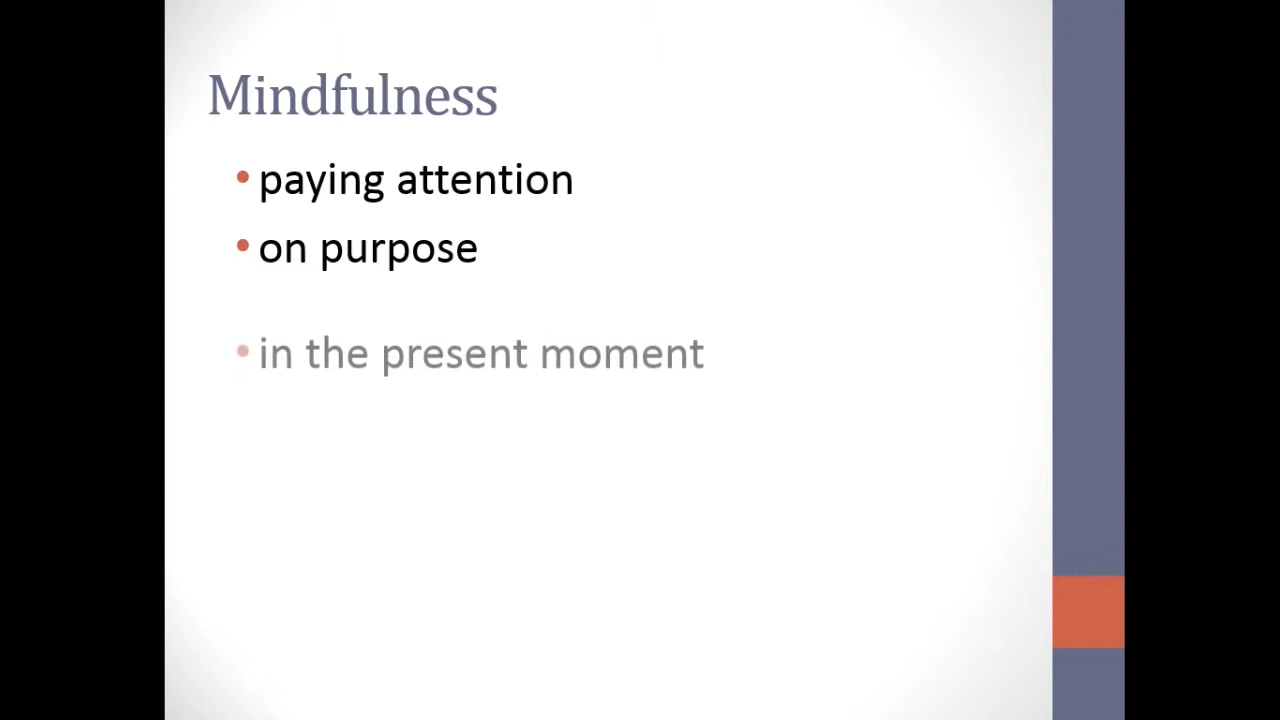 Mindfulness
• paying attention
• on purpose
• in the present moment